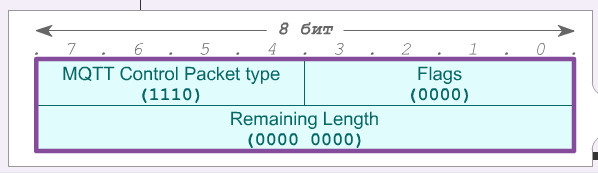 8 бит
. 7 . 6 . 5 . 4 . 3 . 2 . 1 . 0 .
MQTT Control Packet type Flags
(1110) (0000)
Remaining Length
(0000 0000)